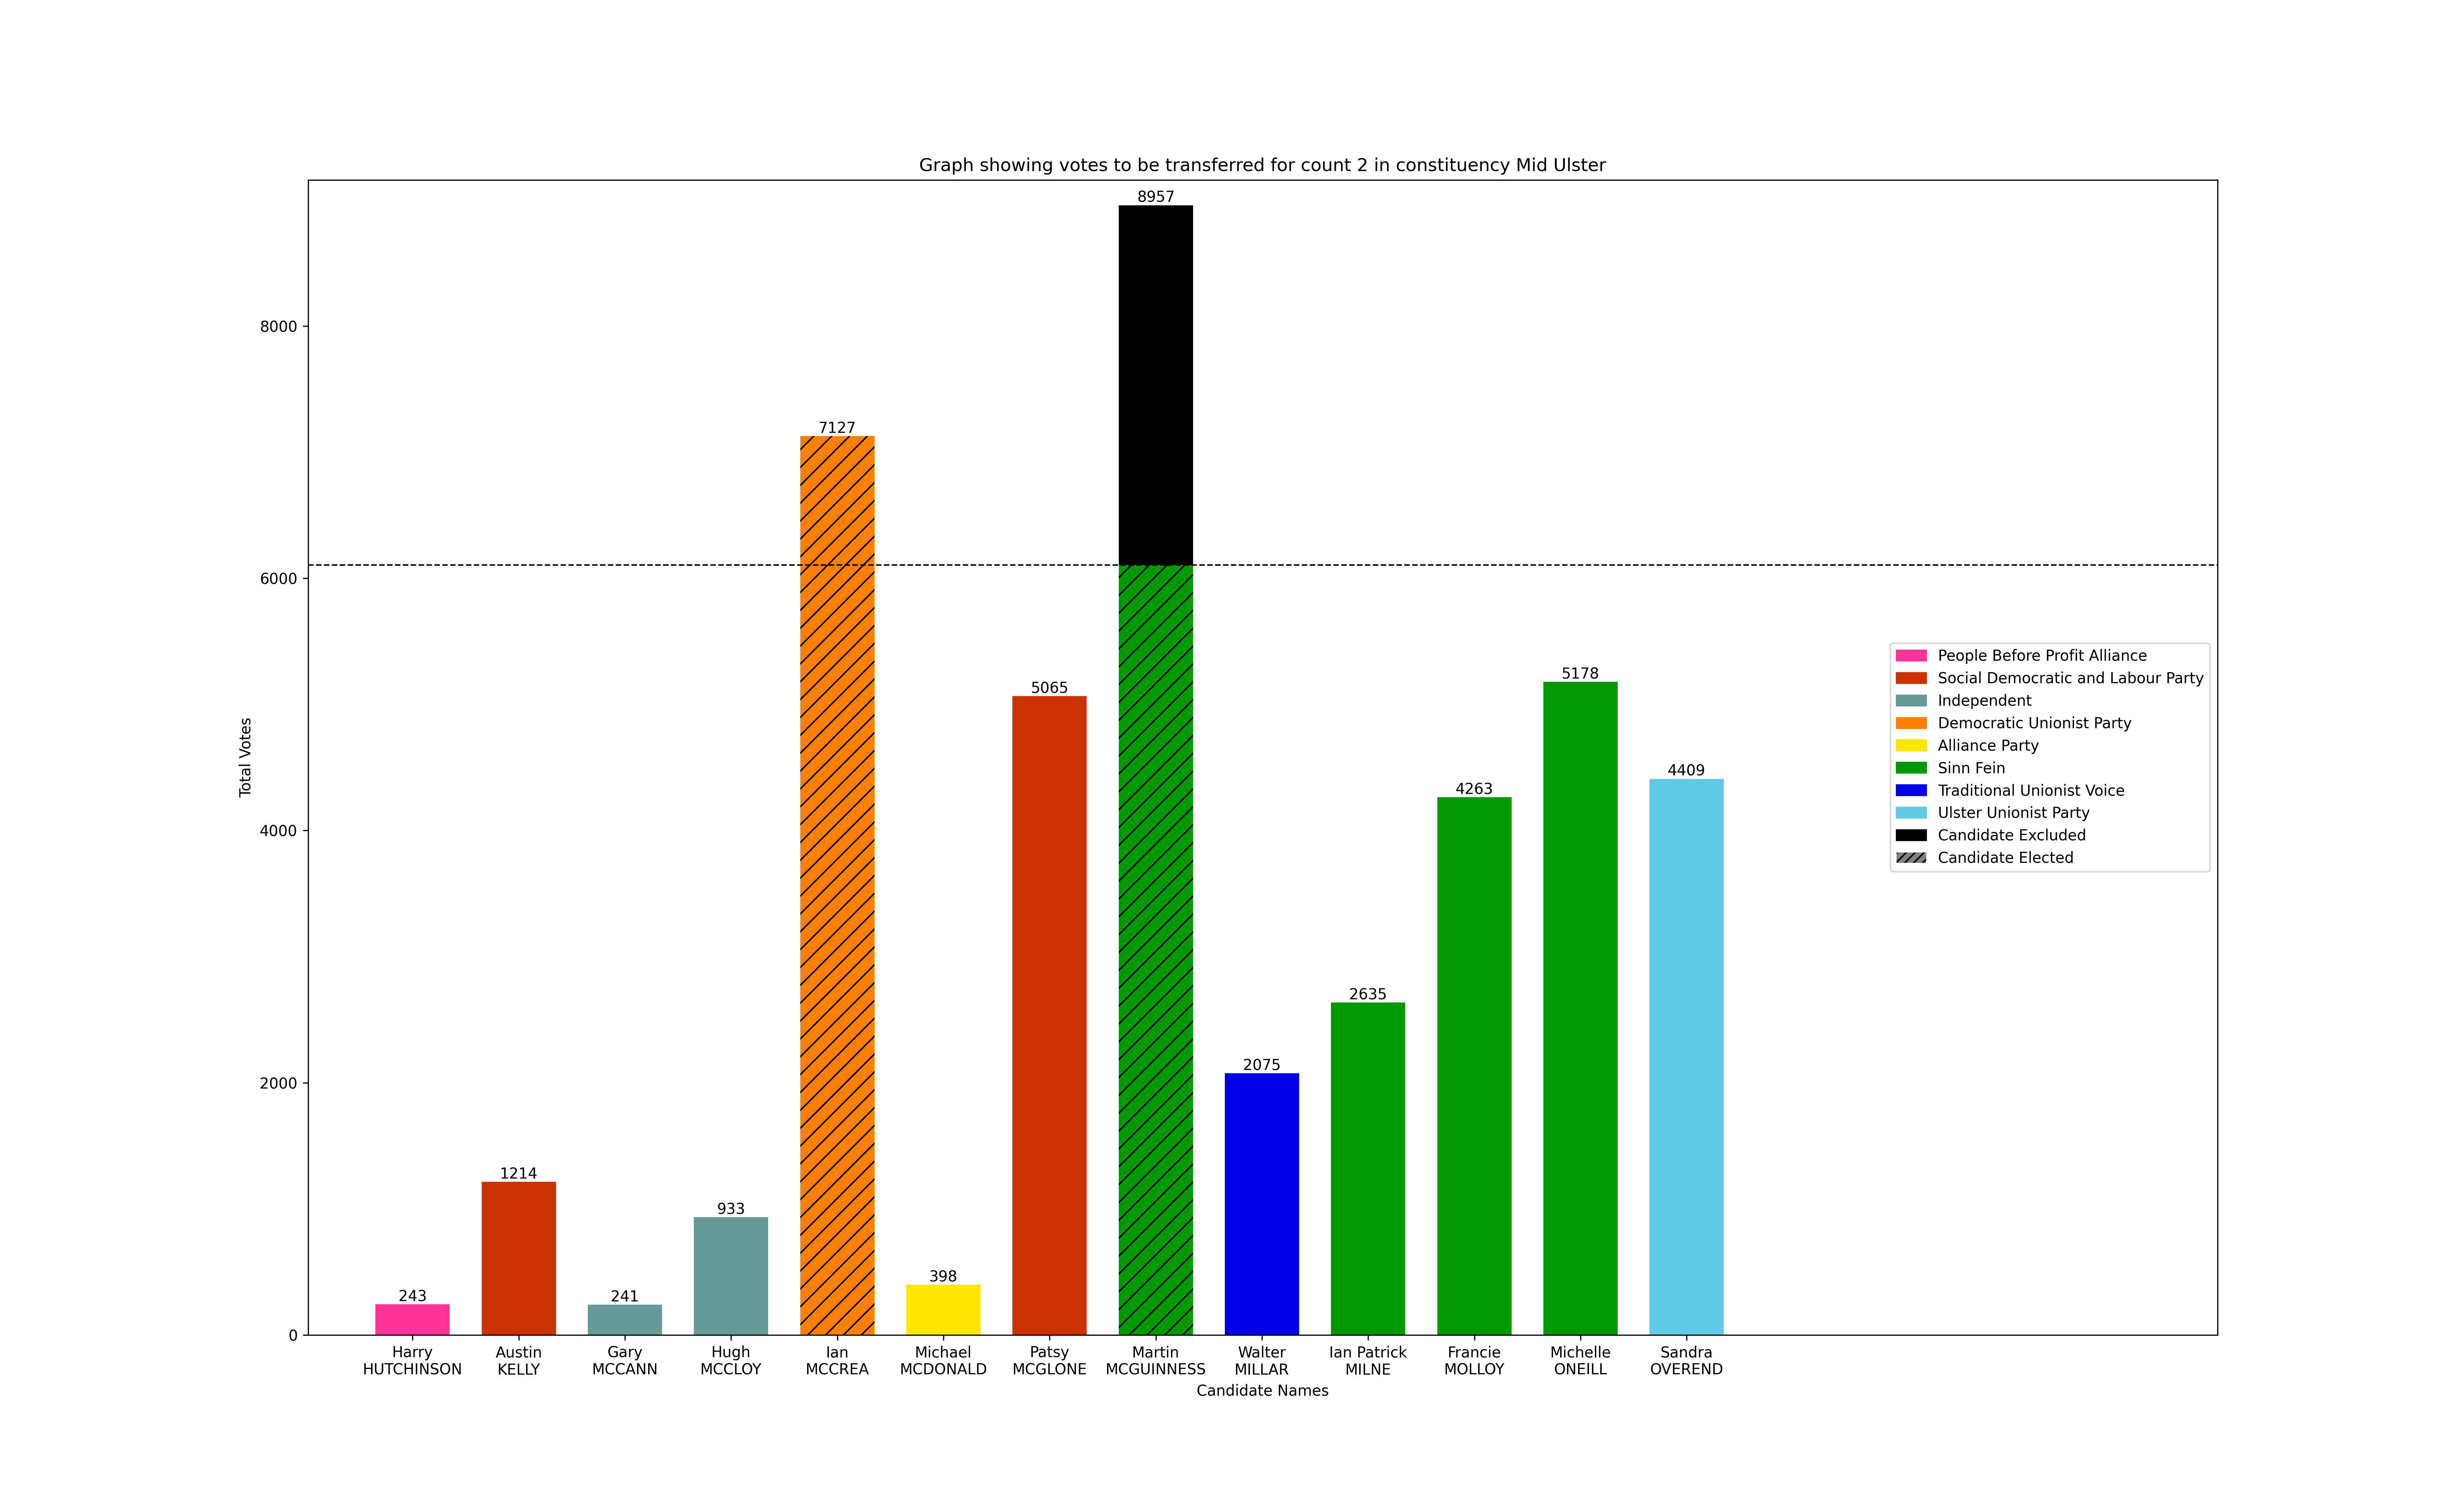 Graph showing votes to be transferred for count 2 in constituency Mid Ulster
8957
8000
7127
6000
5178
5065
4409
4263
4000
2635
2075
2000
1214
933
398
243
241
0
Total Votes
People Before Profit Alliance
Social Democratic and Labour Party
Independent
Democratic Unionist Party
Alliance Party
Sinn Fein
Traditional Unionist Voice
Ulster Unionist Party
Candidate Excluded
Candidate Elected
Harry HUTCHINSON
Austin KELLY
Gary MCCANN
Hugh MCCLOY
Ian MCCREA
Michael MCDONALD
Patsy MCGLONE
Martin MCGUINNESS
Walter MILLAR
Ian Patrick MILNE
Francie MOLLOY
Michelle ONEILL
Sandra OVEREND
Candidate Names